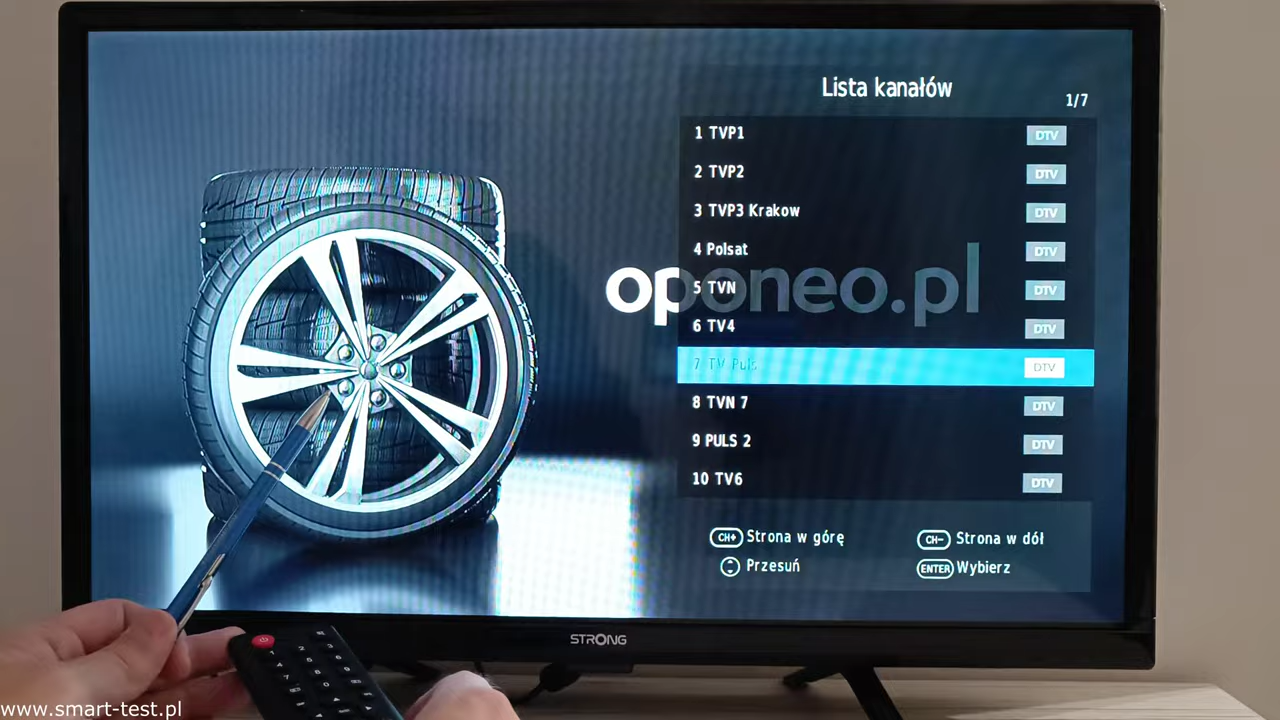 Lista kanałów
1/7
1 TVP1 DTV
2 TVP2 DTV
3 TVP3 Krakow DTV
4 Polsat DTV
oponeo.pl
5 TVN DTV
6 TV4 DTV
7 TV Puls DTV
8 TVN 7 DTV
9 PULS 2 DTV
10 TV6 DTV
CH+ Strona w górę CH- Strona w dół
Przesuń ENTER Wybierz
STRONG
www.smart-test.pl